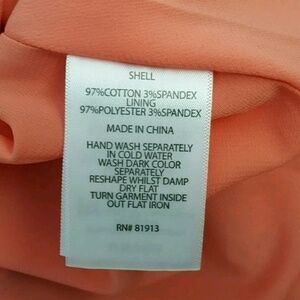 SHELL
97%COTTON 3%SPANDEX
LINING
97%POLYESTER 3%SPANDEX
MADE IN CHINA
HAND WASH SEPARATELY
IN COLD WATER
WASH DARK COLOR
SEPARATELY
RESHAPE WHILST DAMP
DRY FLAT
TURN GARMENT INSIDE
OUT FLAT IRON
RN# 81913